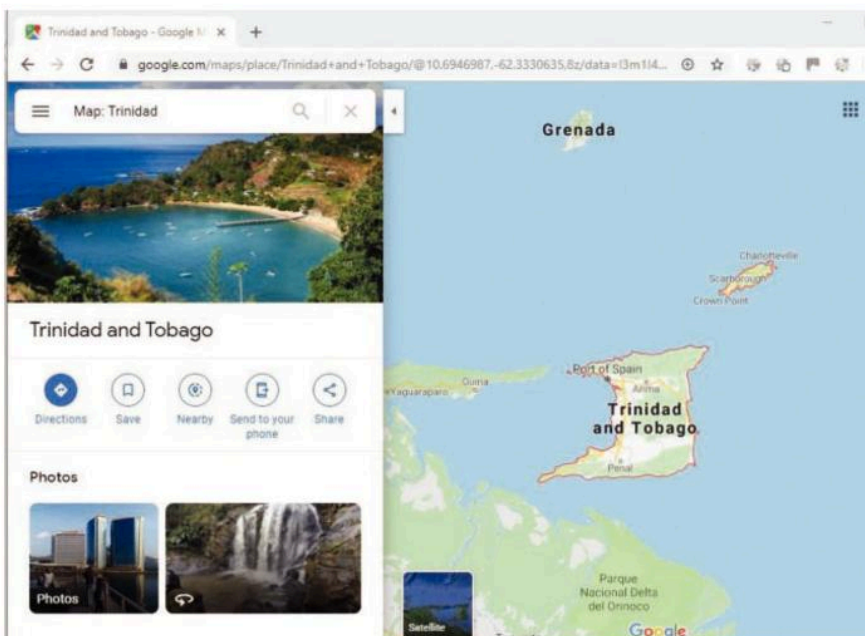 Trinidad and Tobago - Google M
google.com/maps/place/Trinidad+and+Tobago/@10.6946987,-62.3330635,8z/data=!3m1!4...
Map: Trinidad
Trinidad and Tobago
Directions
Save
Nearby
Send to your
phone
Share
Photos
Photos
Grenada
Charlotteville
Scarborough
Crown Point
Port of Spain
Arima
Trinidad
and Tobago
Penal
Yaguaraparo
Güiria
Parque
Nacional Delta
del Orinoco
Satellite
Google